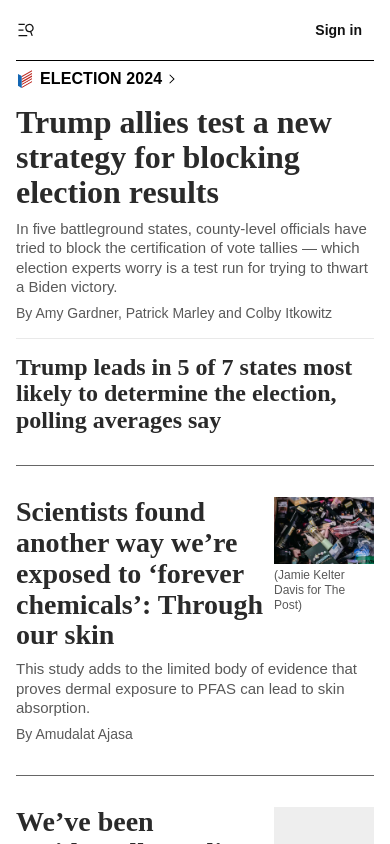 Sign in
ELECTION 2024
Trump allies test a new
strategy for blocking
election results
In five battleground states, county-level officials have
tried to block the certification of vote tallies — which
election experts worry is a test run for trying to thwart
a Biden victory.
By Amy Gardner, Patrick Marley and Colby Itkowitz
Trump leads in 5 of 7 states most
likely to determine the election,
polling averages say
Scientists found
another way we’re
exposed to ‘forever
chemicals’: Through
our skin
(Jamie Kelter
Davis for The
Post)
This study adds to the limited body of evidence that
proves dermal exposure to PFAS can lead to skin
absorption.
By Amudalat Ajasa
We’ve been